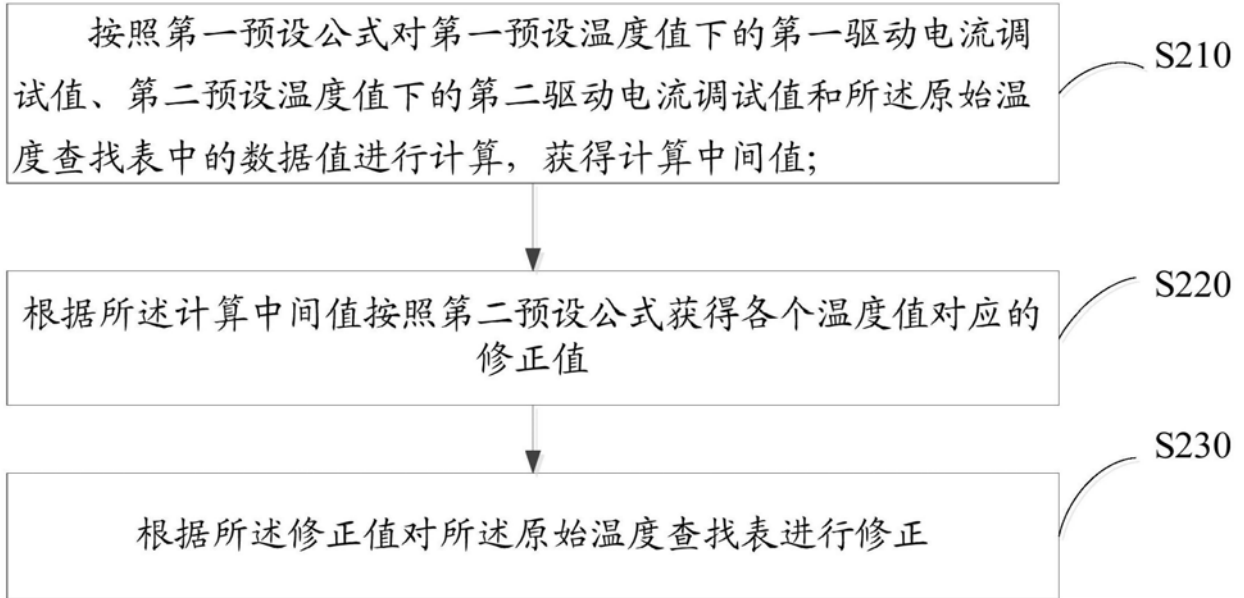 按照第一预设公式对第一预设温度值下的第一驱动电流调
试值、第二预设温度值下的第二驱动电流调试值和所述原始温
度查找表中的数据值进行计算，获得计算中间值；
S210
根据所述计算中间值按照第二预设公式获得各个温度值对应的
修正值
S220
根据所述修正值对所述原始温度查找表进行修正
S230